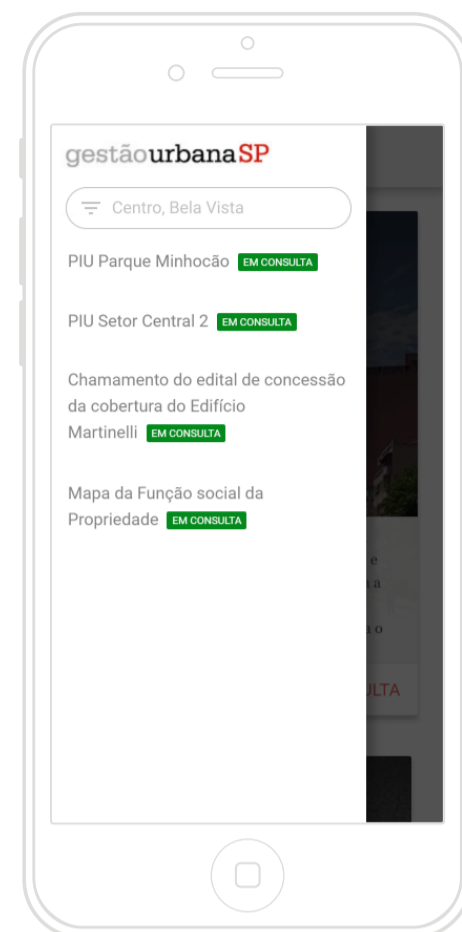 gestãourbanaSP
Centro, Bela Vista
PIU Parque Minhocão EM CONSULTA
PIU Setor Central 2 EM CONSULTA
Chamamento do edital de concessão
da cobertura do Edifício
Martinelli EM CONSULTA
Mapa da Função social da
Propriedade EM CONSULTA